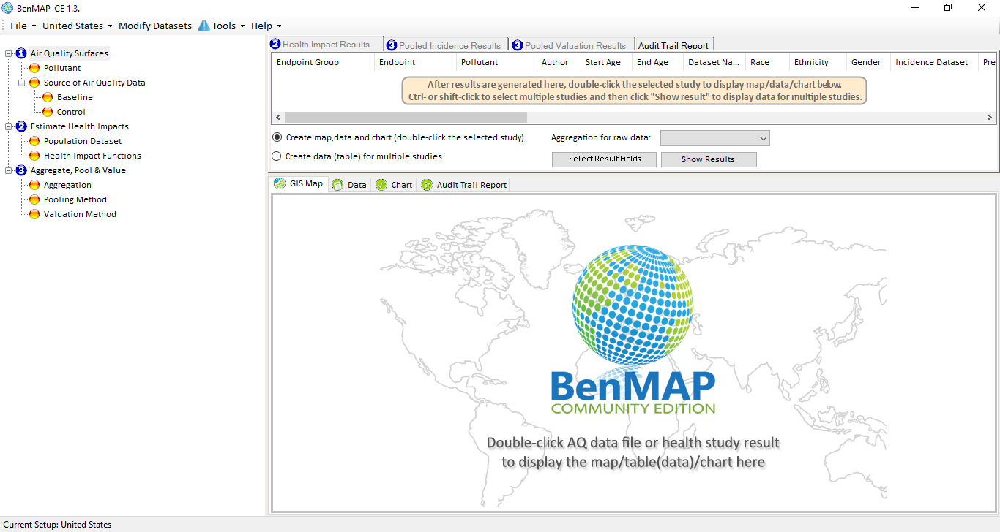 BenMAP-CE 1.3.
File United States Modify Datasets Tools Help
1 Air Quality Surfaces
Pollutant
Source of Air Quality Data
Baseline
Control
2 Estimate Health Impacts
Population Dataset
Health Impact Functions
3 Aggregate, Pool & Value
Aggregation
Pooling Method
Valuation Method
2 Health Impact Results 3 Pooled Incidence Results 3 Pooled Valuation Results Audit Trail Report
Endpoint Group Endpoint Pollutant Author Start Age End Age Dataset Na... Race Ethnicity Gender Incidence Dataset Pre
After results are generated here, double-click the selected study to display map/data/chart below.
Ctrl- or shift-click to select multiple studies and then click "Show result" to display data for multiple studies.
Create map,data and chart (double-click the selected study) Aggregation for raw data:
Create data (table) for multiple studies Select Result Fields Show Results
GIS Map Data Chart Audit Trail Report
BenMAP
COMMUNITY EDITION
Double-click AQ data file or health study result
to display the map/table(data)/chart here
Current Setup: United States